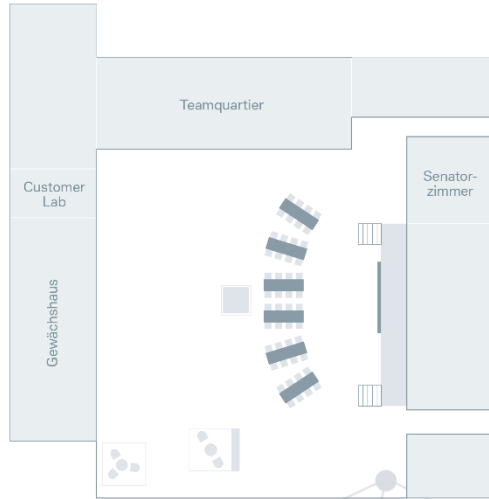 Teamquartier
Customer
Lab
Senator-
zimmer
Gewächshaus